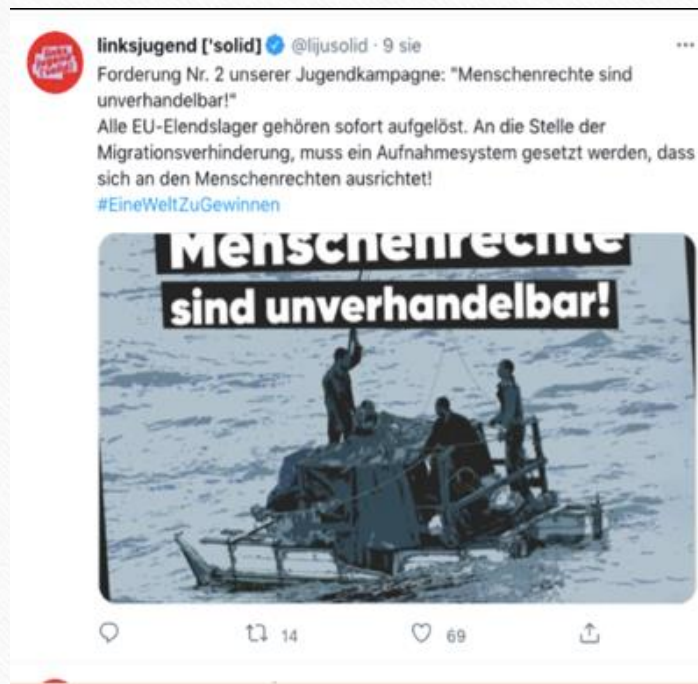 linksjugend ['solid] @lijusolid · 9 sie
Forderung Nr. 2 unserer Jugendkampagne: "Menschenrechte sind
unverhandelbar!"
Alle EU-Elendslager gehören sofort aufgelöst. An die Stelle der
Migrationsverhinderung, muss ein Aufnahmesystem gesetzt werden, dass
sich an den Menschenrechten ausrichtet!
#EineWeltZuGewinnen
Menschenrechte
sind unverhandelbar!
14 69